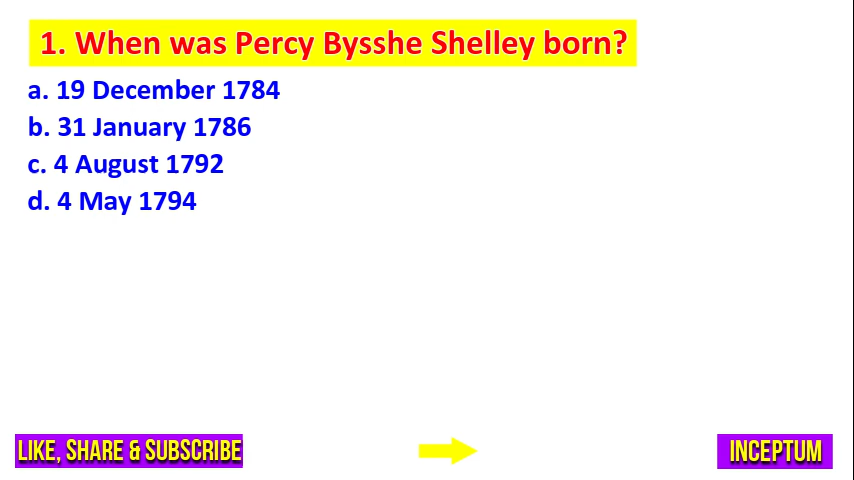 1. When was Percy Bysshe Shelley born?
a. 19 December 1784
b. 31 January 1786
c. 4 August 1792
d. 4 May 1794
LIKE, SHARE & SUBSCRIBE
INCEPTUM